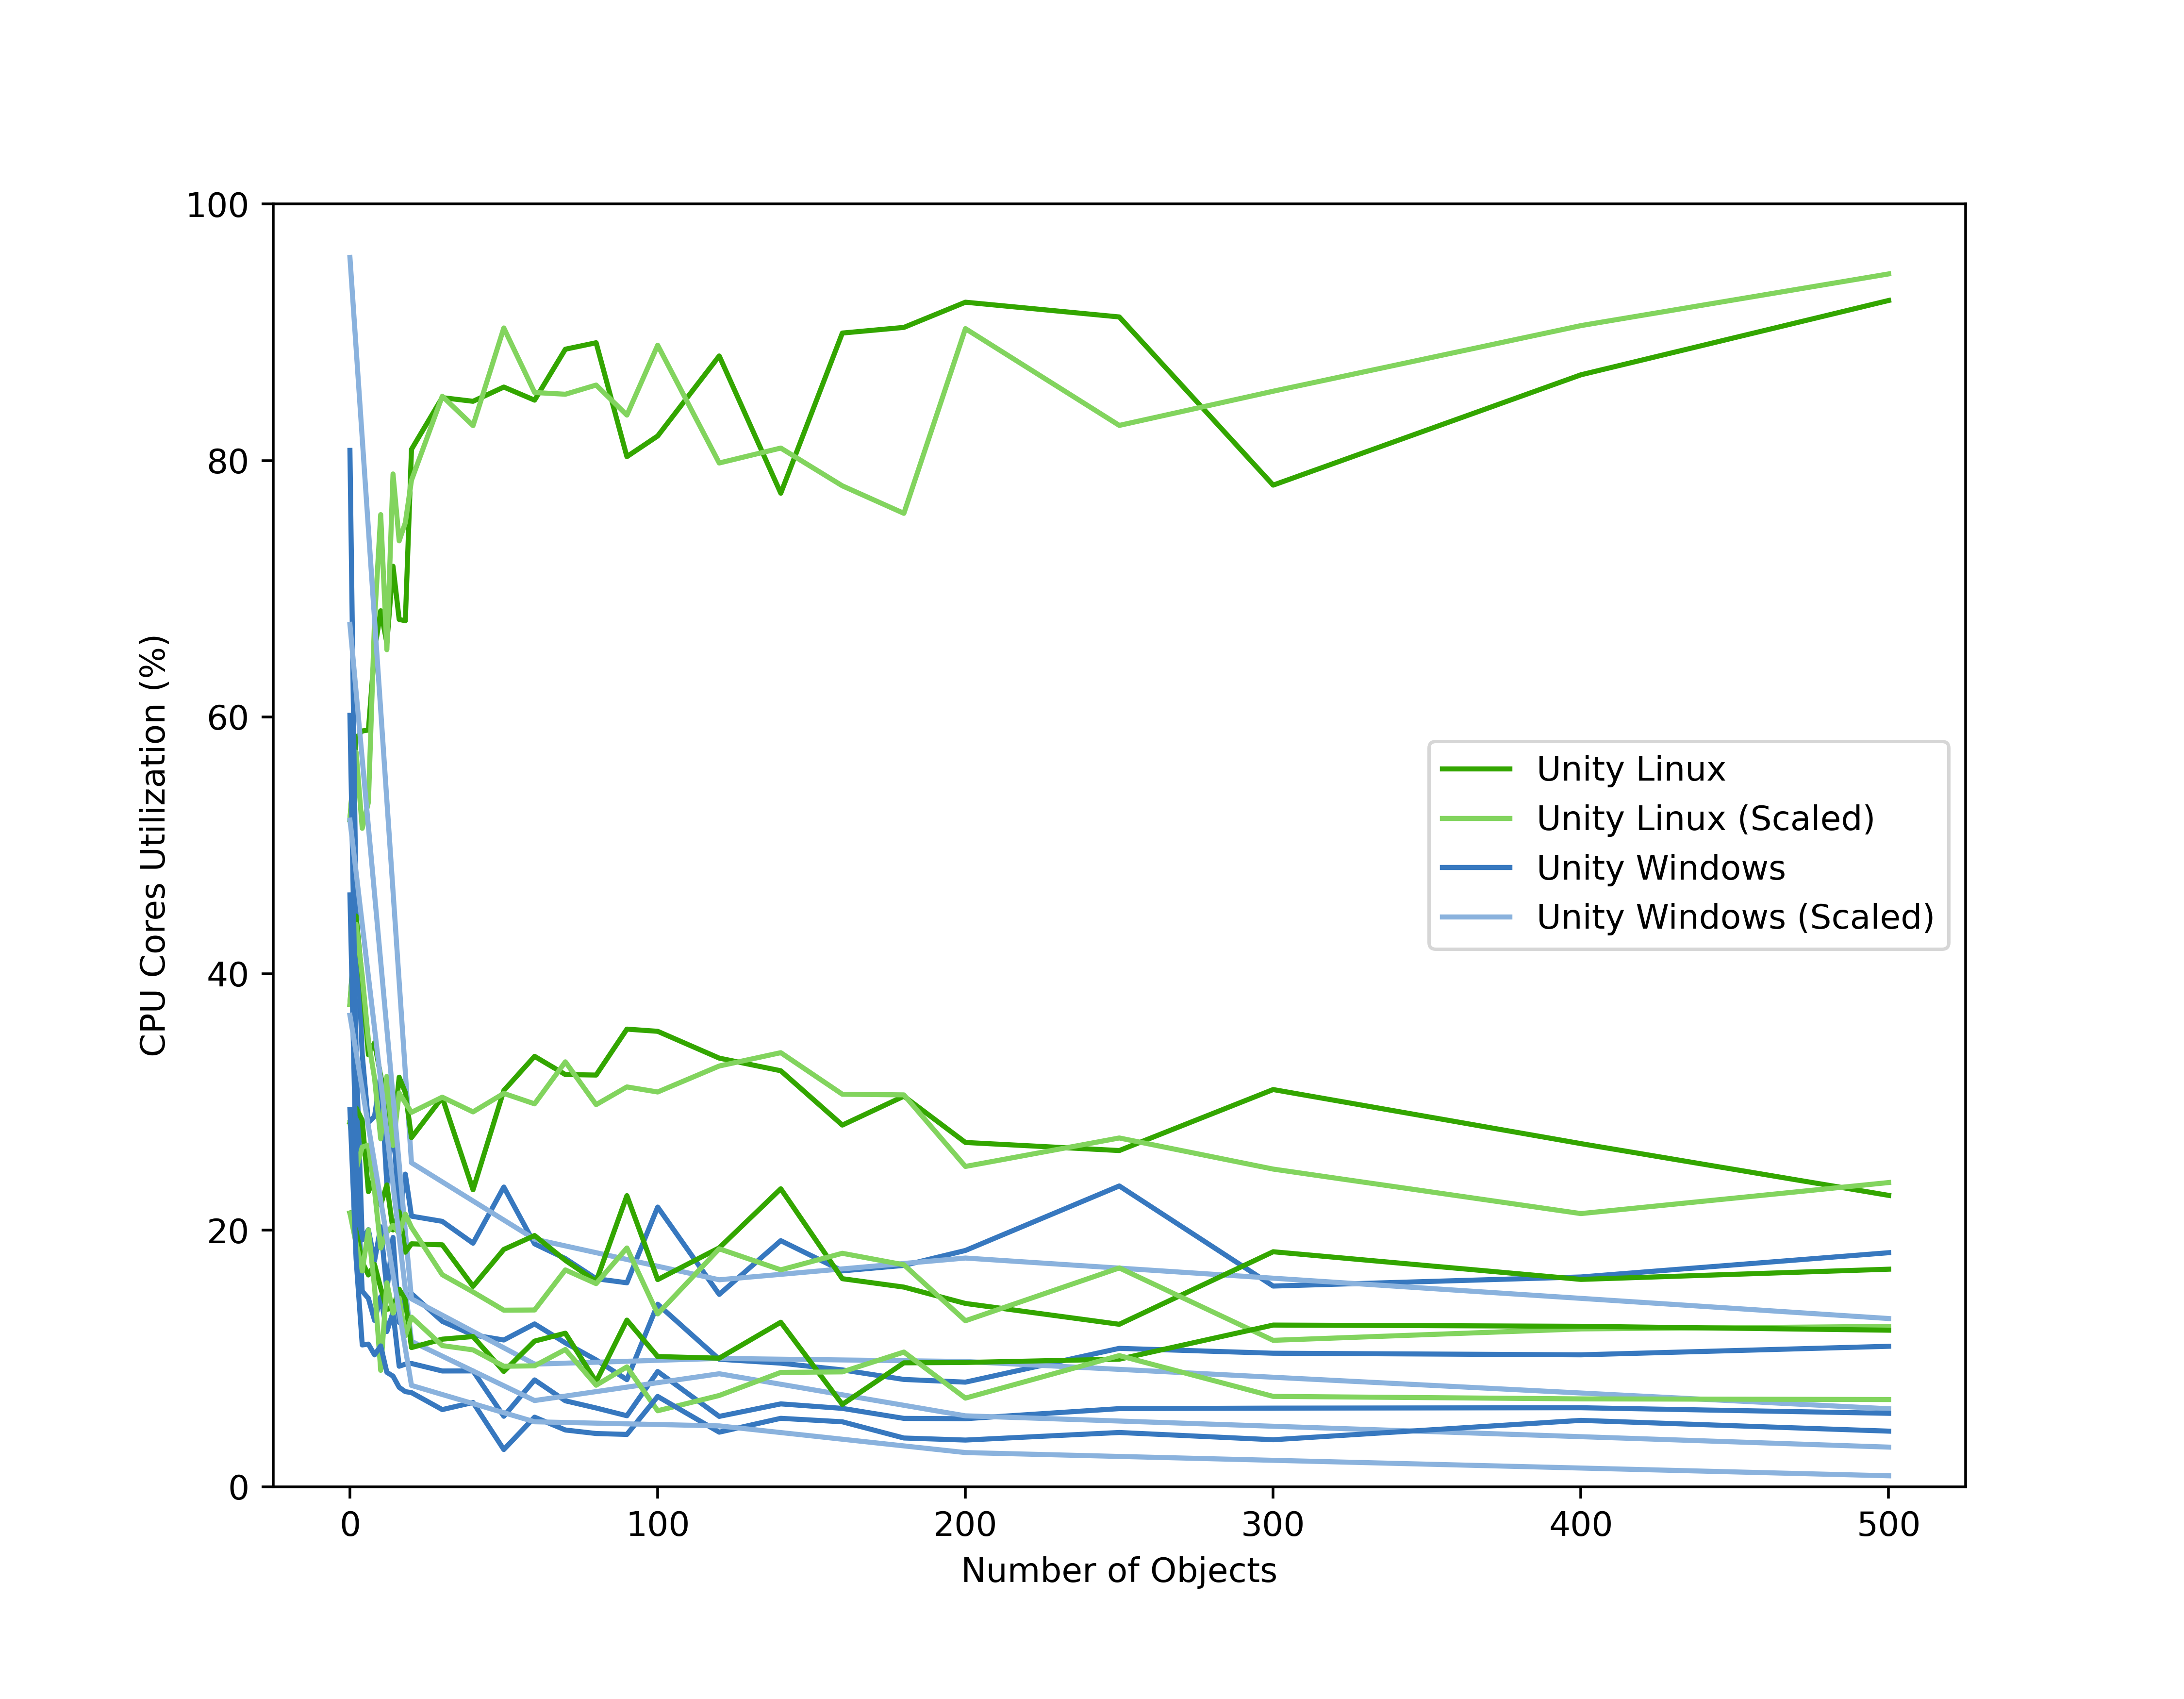 100
80
60
40
20
0
CPU Cores Utilization (%)
Unity Linux
Unity Linux (Scaled)
Unity Windows
Unity Windows (Scaled)
0 100 200 300 400 500
Number of Objects